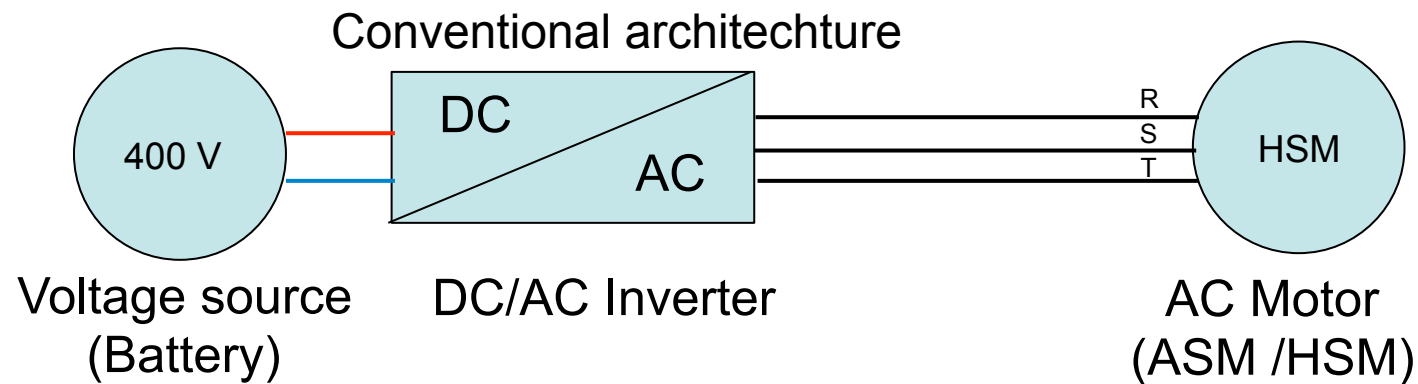 Conventional architechture
400 V
DC
AC
R
S
T
HSM
Voltage source
(Battery)
DC/AC Inverter
AC Motor
(ASM /HSM)